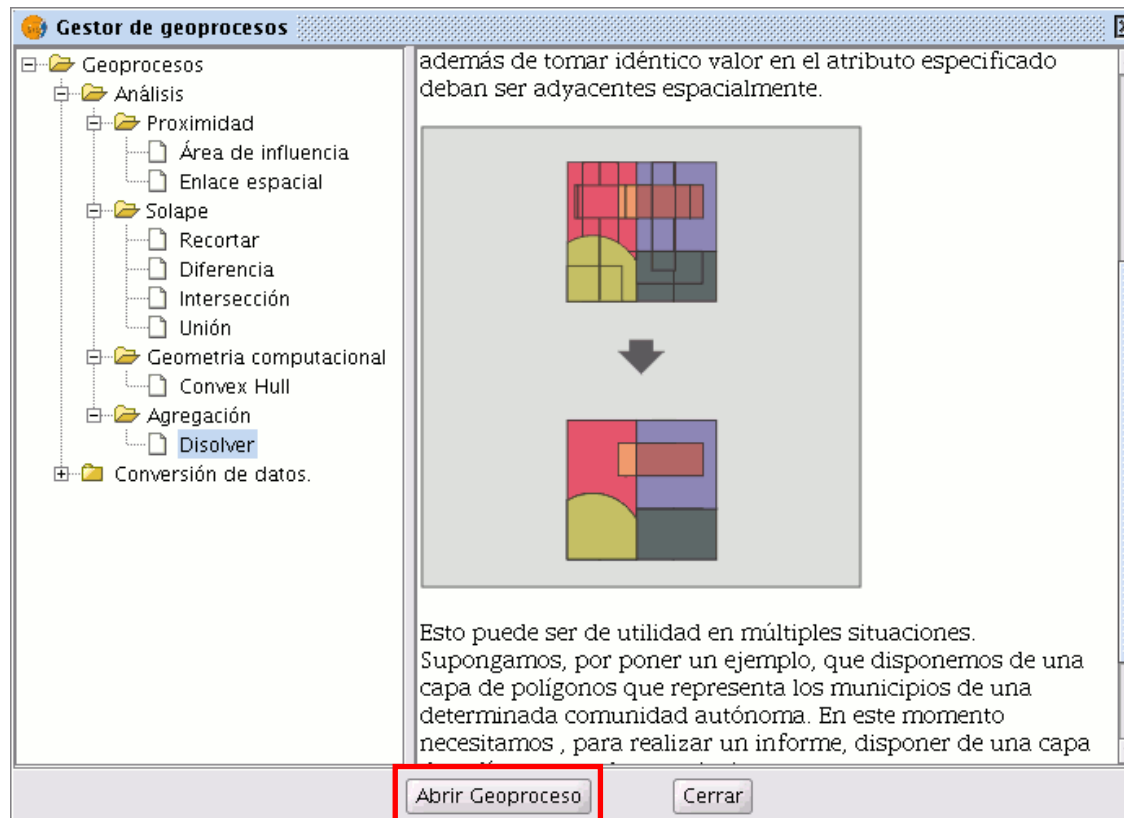 Gestor de geoprocesos
Geoprocesos
Análisis
Proximidad
Área de influencia
Enlace espacial
Solape
Recortar
Diferencia
Intersección
Unión
Geometria computacional
Convex Hull
Agregación
Disolver
Conversión de datos.
además de tomar idéntico valor en el atributo especificado
deban ser adyacentes espacialmente.
Esto puede ser de utilidad en múltiples situaciones.
Supongamos, por poner un ejemplo, que disponemos de una
capa de polígonos que representa los municipios de una
determinada comunidad autónoma. En este momento
necesitamos , para realizar un informe, disponer de una capa
Abrir Geoproceso
Cerrar